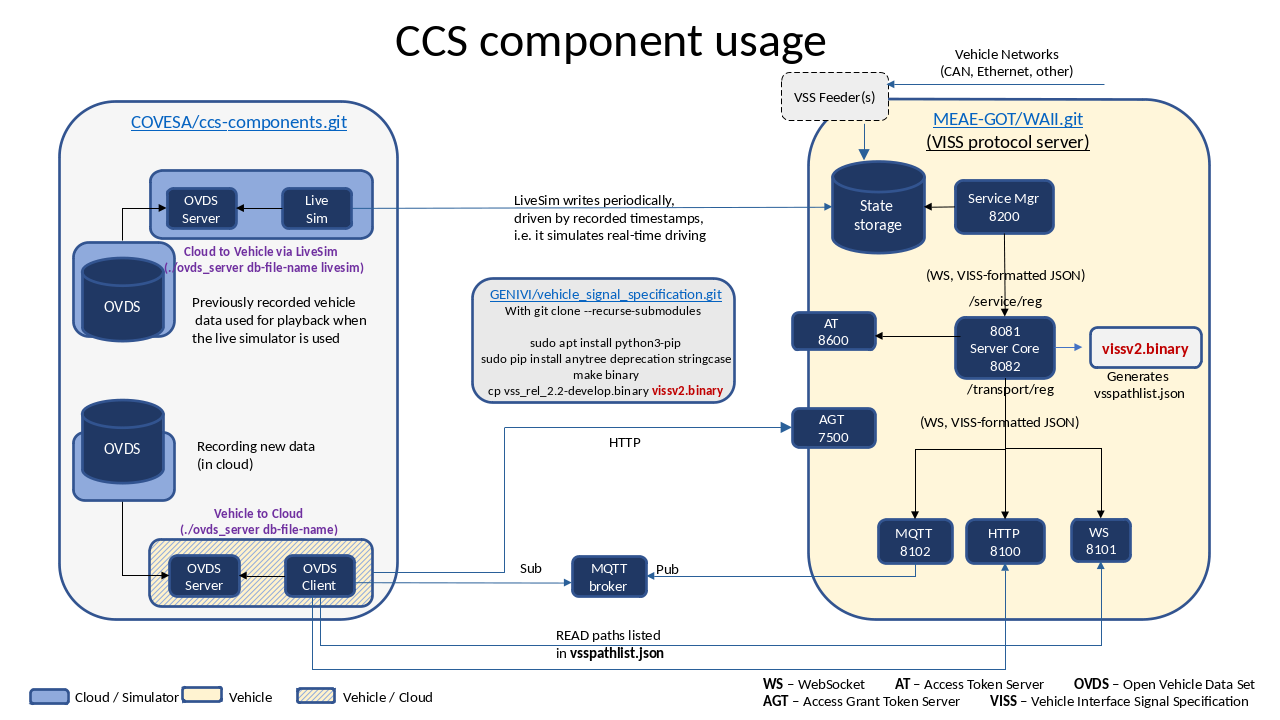 CCS component usage
Vehicle Networks
(CAN, Ethernet, other)
VSS Feeder(s)
COVESA/ccs-components.git
MEAE-GOT/WAII.git
(VISS protocol server)
OVDS
Server
Live
Sim
LiveSim writes periodically,
driven by recorded timestamps,
i.e. it simulates real-time driving
State
storage
Service Mgr
8200
Cloud to Vehicle via LiveSim
(./ovds_server db-file-name livesim)
OVDS
Previously recorded vehicle
data used for playback when
the live simulator is used
(WS, VISS-formatted JSON)
/service/reg
GENIVI/vehicle_signal_specification.git
With git clone --recurse-submodules
sudo apt install python3-pip
sudo pip install anytree deprecation stringcase
make binary
cp vss_rel_2.2-develop.binary vissv2.binary
AT
8600
8081
Server Core
8082
vissv2.binary
Generates
vsspathlist.json
/transport/reg
AGT
7500
(WS, VISS-formatted JSON)
HTTP
OVDS
Recording new data
(in cloud)
Vehicle to Cloud
(./ovds_server db-file-name)
OVDS
Server
OVDS
Client
Sub
MQTT
broker
Pub
MQTT
8102
HTTP
8100
WS
8101
READ paths listed
in vsspathlist.json
Cloud / Simulator
Vehicle
Vehicle / Cloud
WS – WebSocket AT – Access Token Server OVDS – Open Vehicle Data Set
AGT – Access Grant Token Server VISS – Vehicle Interface Signal Specification